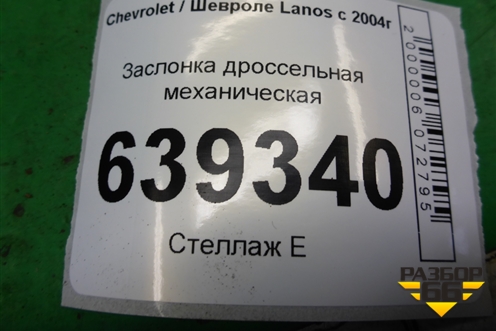 Chevrolet / Шевроле Lanos с 2004г
Заслонка дроссельная
механическая
639340
Стеллаж Е
2000006072795
РАЗБОР
66